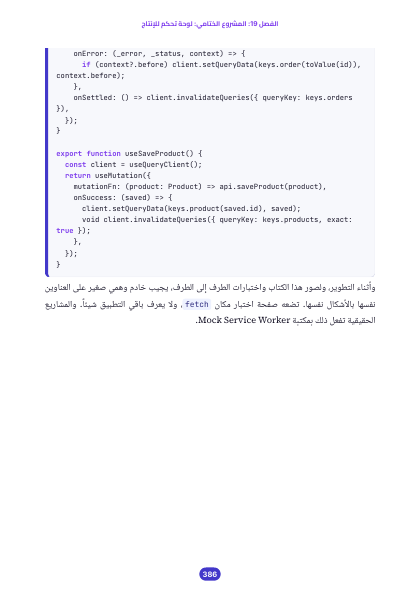 الفصل 19: المشروع الختامي: لوحة تحكم للإنتاج
onError: (_error, _status, context) => {
if (context?.before) client.setQueryData(keys.order(toValue(id)),
context.before);
},
onSettled: () => client.invalidateQueries({ queryKey: keys.orders
}),
});
}
export function useSaveProduct() {
const client = useQueryClient();
return useMutation({
mutationFn: (product: Product) => api.saveProduct(product),
onSuccess: (saved) => {
client.setQueryData(keys.product(saved.id), saved);
void client.invalidateQueries({ queryKey: keys.products, exact:
true });
},
});
}
وأثناء التطوير، ولصور هذا الكتاب واختبارات الطرف إلى الطرف، يجيب خادم وهمي صغير على العناوين
نفسها بالأشكال نفسها. تضعه صفحة اختبار مكان fetch، ولا يعرف باقي التطبيق شيئاً. والمشاريع
الحقيقية تفعل ذلك بمكتبة Mock Service Worker.
386